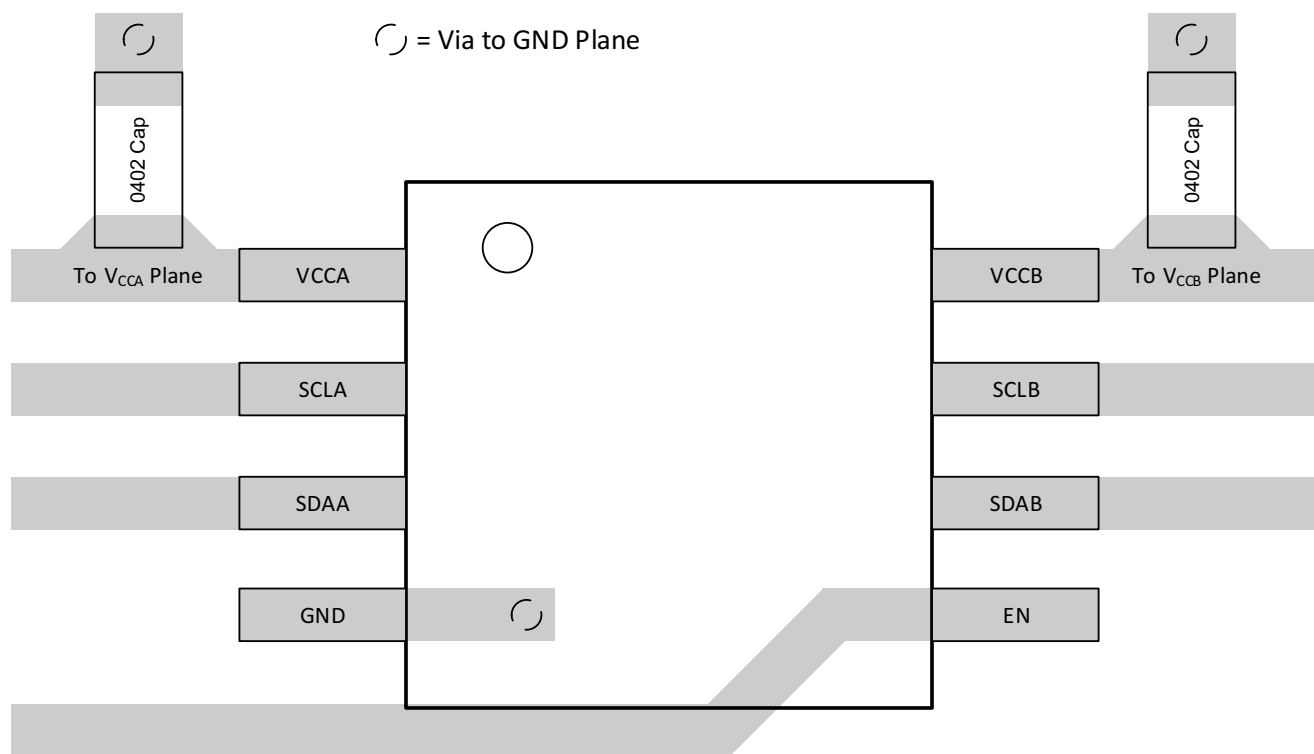 = Via to GND Plane
0402 Cap
0402 Cap
To VCCA Plane
VCCA
VCCB
To VCCB Plane
SCLA
SCLB
SDAA
SDAB
GND
EN